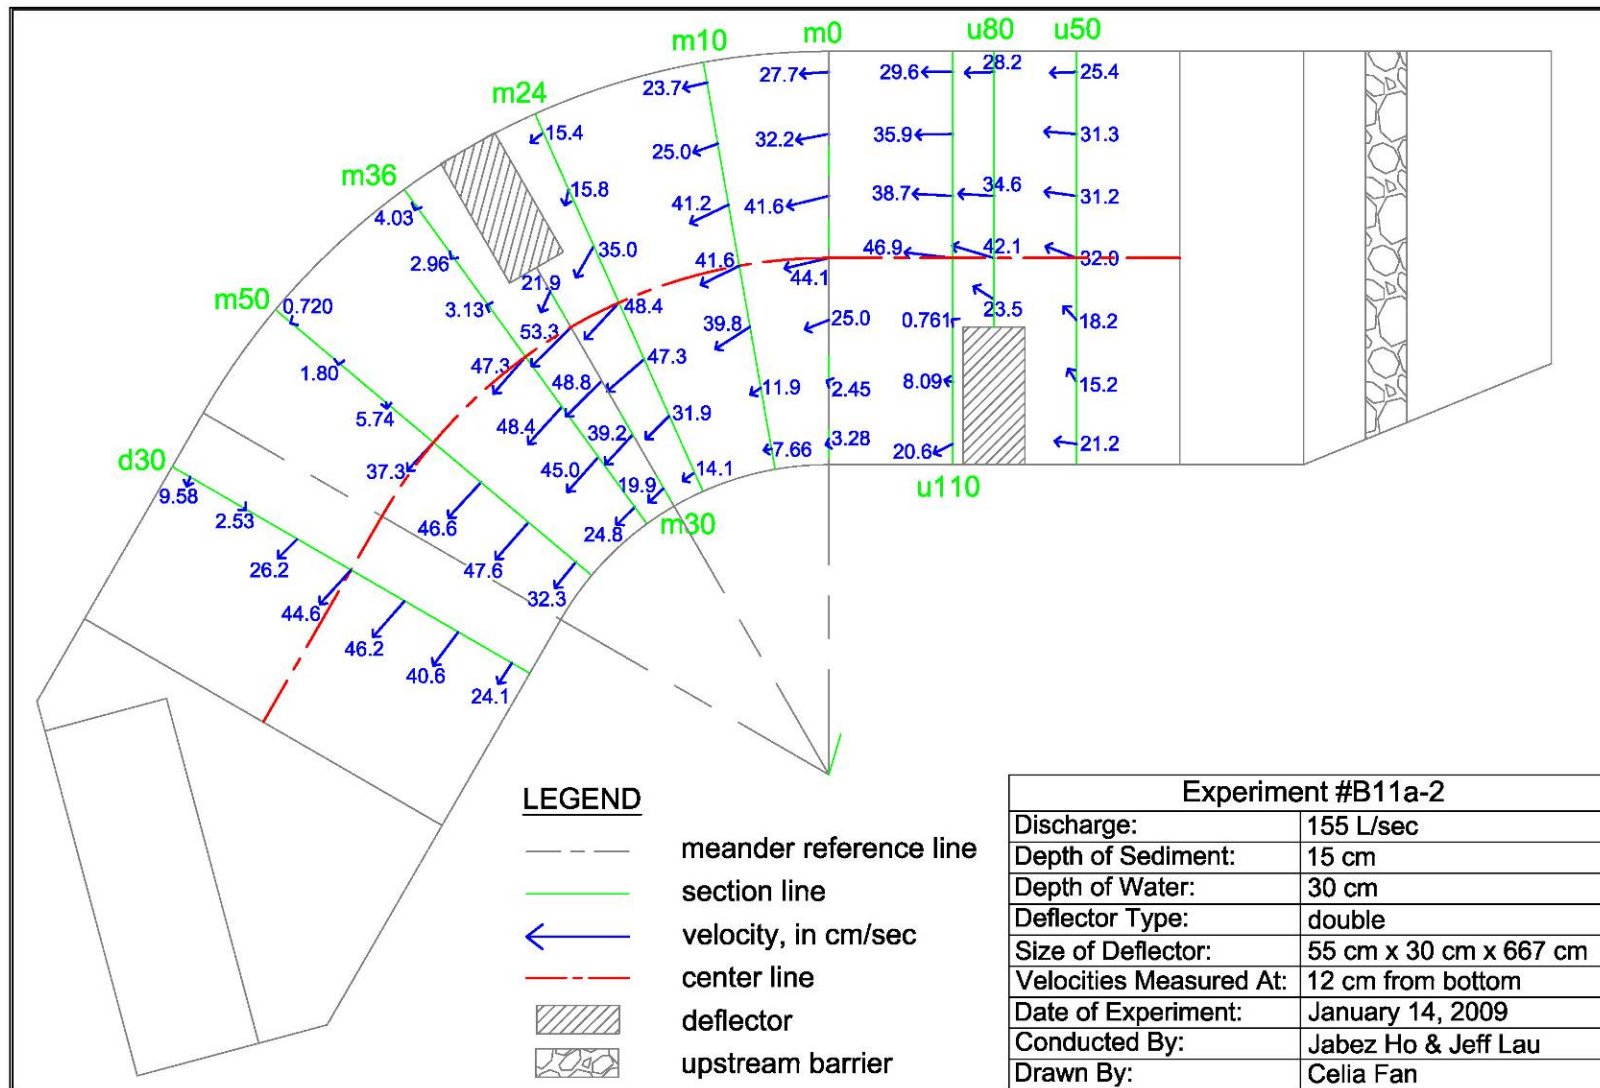 u80 u50
m0
m10
28.2
29.6
25.4
27.7
23.7
m24
15.4
35.9
31.3
32.2
25.0
m36
15.8
34.6
38.7
31.2
41.2
41.6
4.03
35.0
46.9
42.1
32.0
2.96
41.6
44.1
21.9
m50
0.720
3.13
48.4
23.5
25.0
0.761
18.2
39.8
53.3
47.3
47.3
1.80
48.8
11.9
2.45
8.09
15.2
5.74
48.4
31.9
39.2
3.28
20.6
21.2
7.66
d30
37.3
45.0
14.1
u110
9.58
19.9
2.53
46.6
24.8
m30
26.2
47.6
32.3
44.6
46.2
40.6
24.1
LEGEND
meander reference line
section line
velocity, in cm/sec
center line
deflector
upstream barrier
Experiment #B11a-2
Discharge: 155 L/sec
Depth of Sediment: 15 cm
Depth of Water: 30 cm
Deflector Type: double
Size of Deflector: 55 cm x 30 cm x 667 cm
Velocities Measured At: 12 cm from bottom
Date of Experiment: January 14, 2009
Conducted By: Jabez Ho & Jeff Lau
Drawn By: Celia Fan